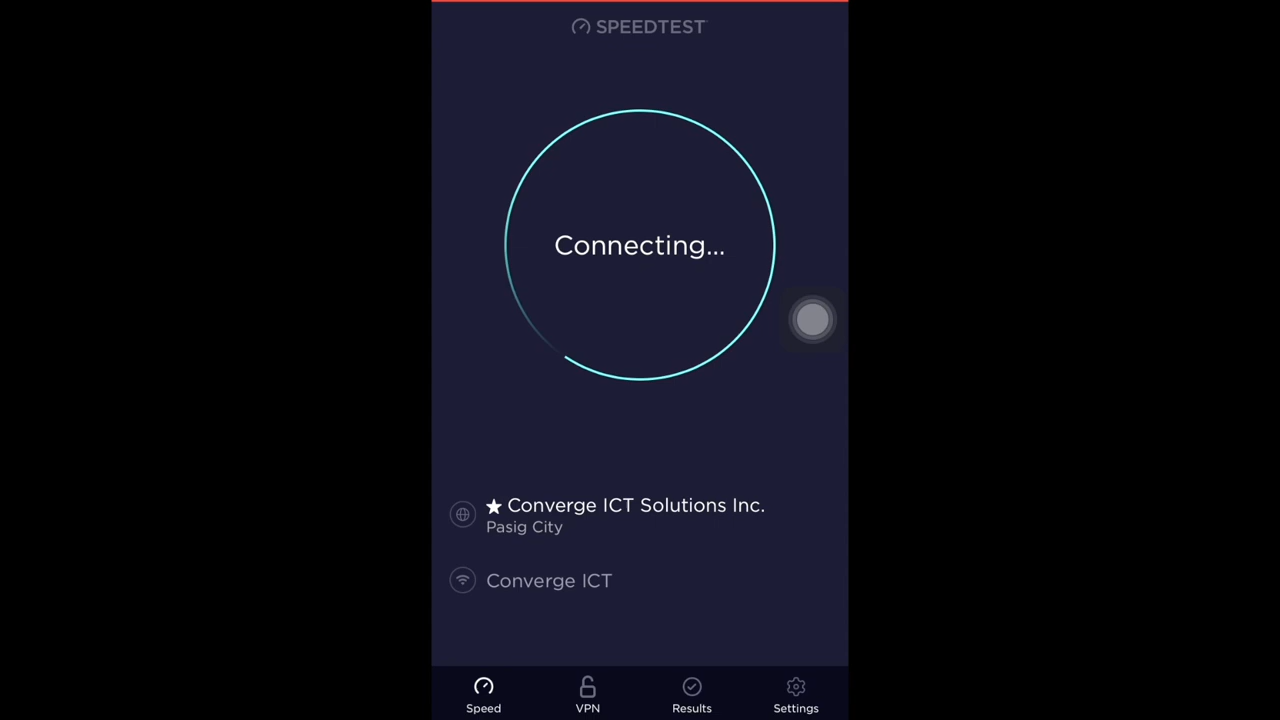 SPEEDTEST
Connecting...
★ Converge ICT Solutions Inc.
Pasig City
Converge ICT
Speed VPN Results Settings